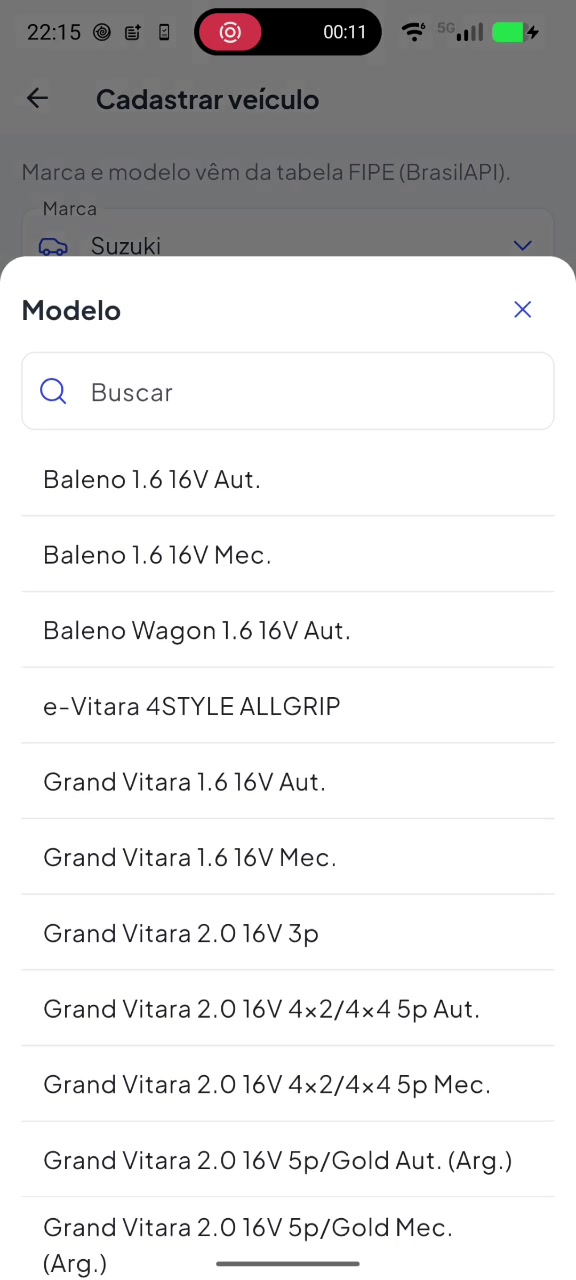 22:15
00:11
5G
Cadastrar veículo
Marca e modelo vêm da tabela FIPE (BrasilAPI).
Marca
Suzuki
Modelo
Buscar
Baleno 1.6 16V Aut.
Baleno 1.6 16V Mec.
Baleno Wagon 1.6 16V Aut.
e-Vitara 4STYLE ALLGRIP
Grand Vitara 1.6 16V Aut.
Grand Vitara 1.6 16V Mec.
Grand Vitara 2.0 16V 3p
Grand Vitara 2.0 16V 4x2/4x4 5p Aut.
Grand Vitara 2.0 16V 4x2/4x4 5p Mec.
Grand Vitara 2.0 16V 5p/Gold Aut. (Arg.)
Grand Vitara 2.0 16V 5p/Gold Mec.
(Arg.)